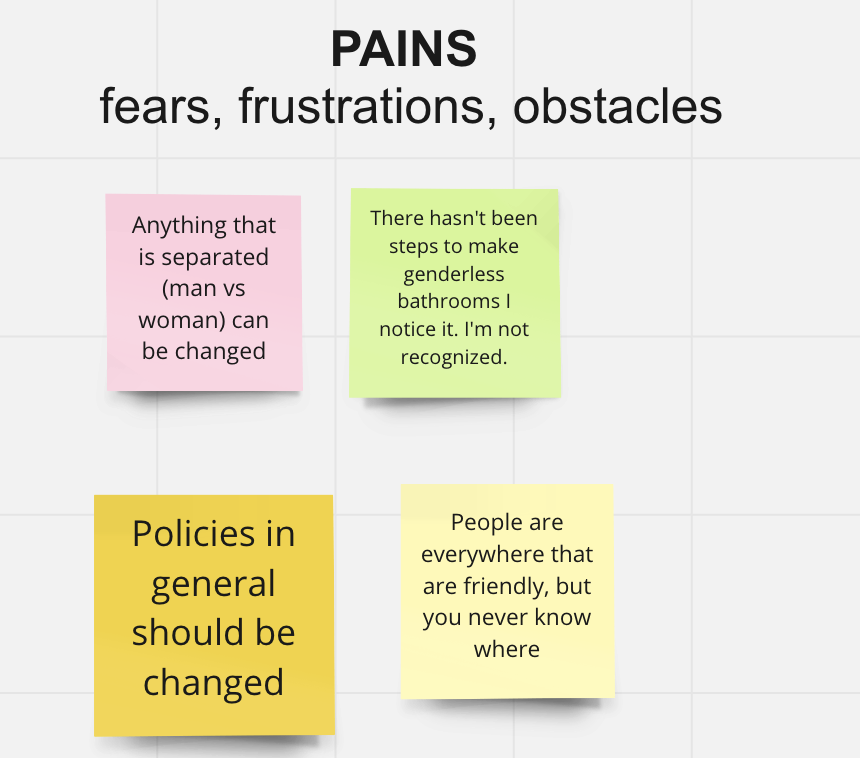 PAINS
fears, frustrations, obstacles
Anything that
is separated
(man vs
woman) can
be changed
There hasn't been
steps to make
genderless
bathrooms I
notice it. I'm not
recognized.
Policies in
general
should be
changed
People are
everywhere that
are friendly, but
you never know
where